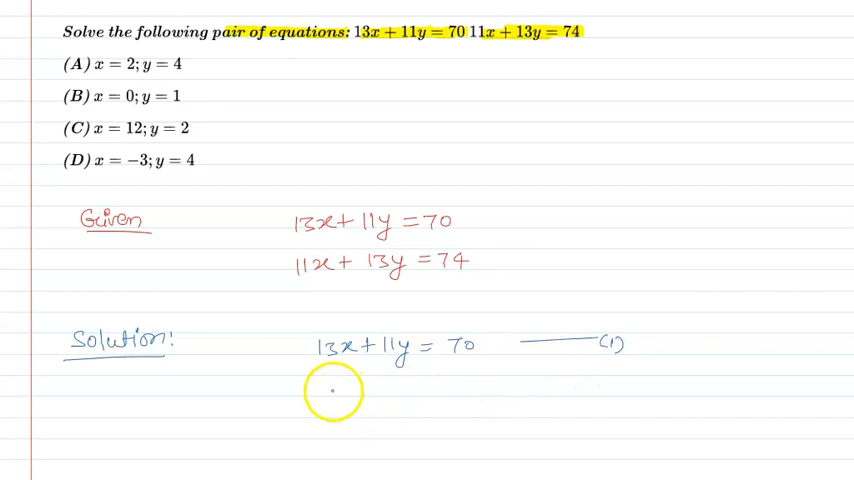 Solve the following pair of equations: 13x + 11y = 70 11x + 13y = 74
(A) x = 2; y = 4
(B) x = 0; y = 1
(C) x = 12; y = 2
(D) x = −3; y = 4
Given 13x + 11y = 70
11x + 13y = 74
Solution: 13x + 11y = 70 ——— (1)